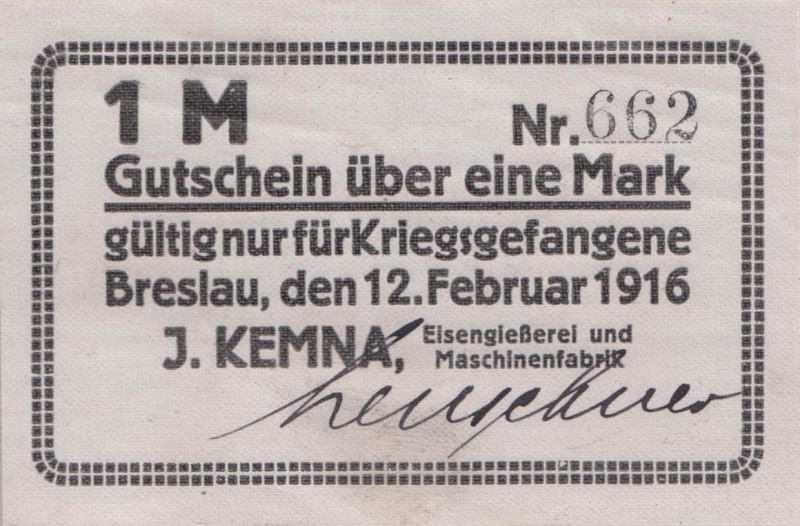 1 M Nr. 662
Gutschein über eine Mark
gültig nur für Kriegsgefangene
Breslau, den 12. Februar 1916
J. KEMNA, Eisengießerei und
Maschinenfabrik